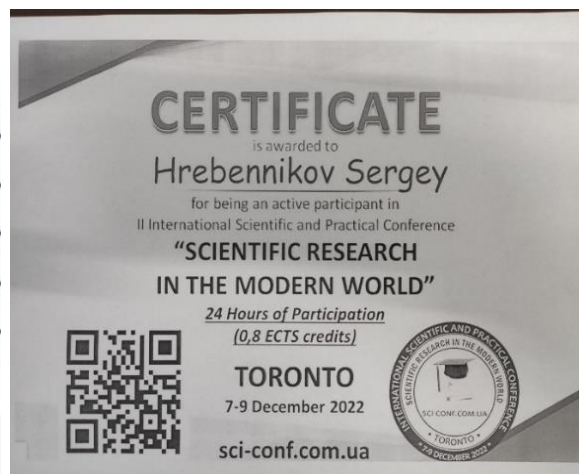 CERTIFICATE
is awarded to
Hrebennikov Sergey
for being an active participant in
II International Scientific and Practical Conference
"SCIENTIFIC RESEARCH
IN THE MODERN WORLD"
24 Hours of Participation
(0,8 ECTS credits)
TORONTO
7-9 December 2022
sci-conf.com.ua
INTERNATIONAL SCIENTIFIC AND PRACTICAL CONFERENCE
SCIENTIFIC RESEARCH IN THE MODERN WORLD
SCI-CONF.COM.UA
• TORONTO •
• 7-9 DECEMBER 2022 •